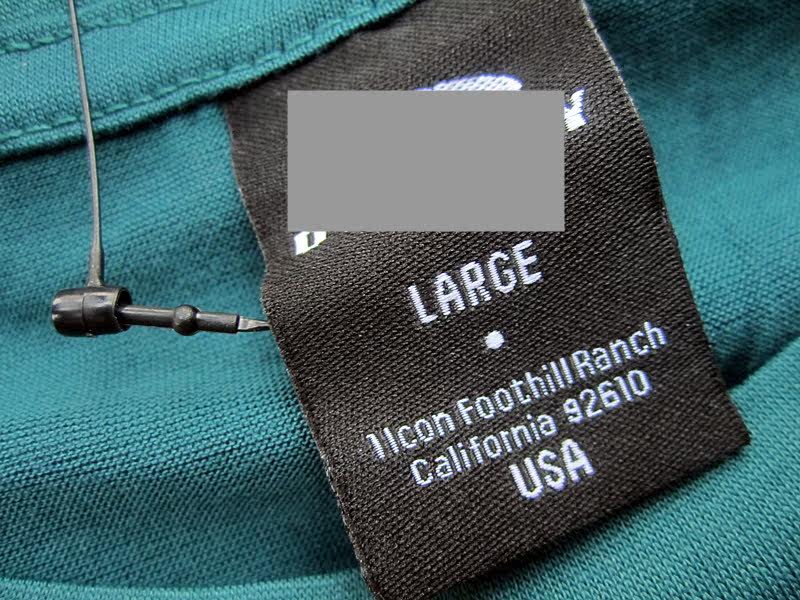 LARGE
1 Icon Foothill Ranch
California 92610
USA